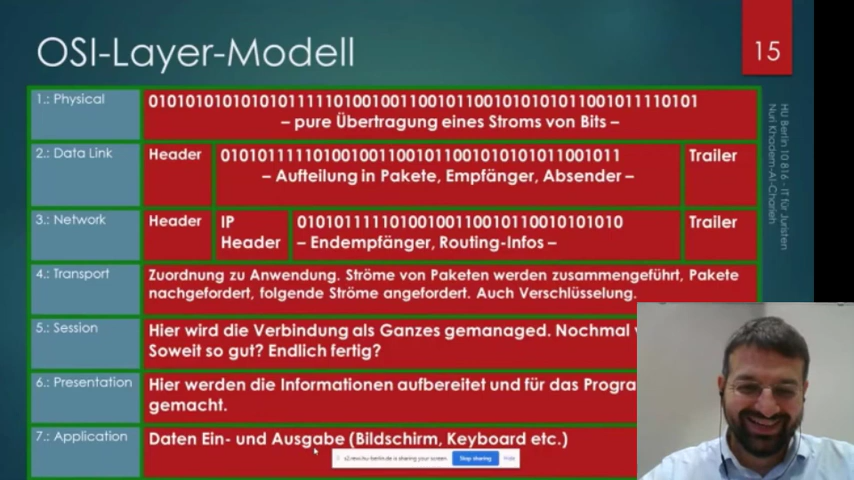 OSI-Layer-Modell
15
1.: Physical
010101010101010111110100100110010110010101010110010111110101
– pure Übertragung eines Stroms von Bits –
2.: Data Link
Header
0101011111010010011001011001010101011001011
– Aufteilung in Pakete, Empfänger, Absender –
Trailer
3.: Network
Header
IP
Header
01010111110100100110010110010101010
– Endempfänger, Routing-Infos –
Trailer
4.: Transport
Zuordnung zu Anwendung. Ströme von Paketen werden zusammengeführt, Pakete
nachgefordert, folgende Ströme angefordert. Auch Verschlüsselung.
5.: Session
Hier wird die Verbindung als Ganzes gemanaged. Nochmal
Soweit so gut? Endlich fertig?
6.: Presentation
Hier werden die Informationen aufbereitet und für das Progra
gemacht.
7.: Application
Daten Ein- und Ausgabe (Bildschirm, Keyboard etc.)
is sharing your screen.
Stop sharing
Hide
HU Berlin 10 816 - IT für Juristen
Nuri Khadem-Al-Charieh